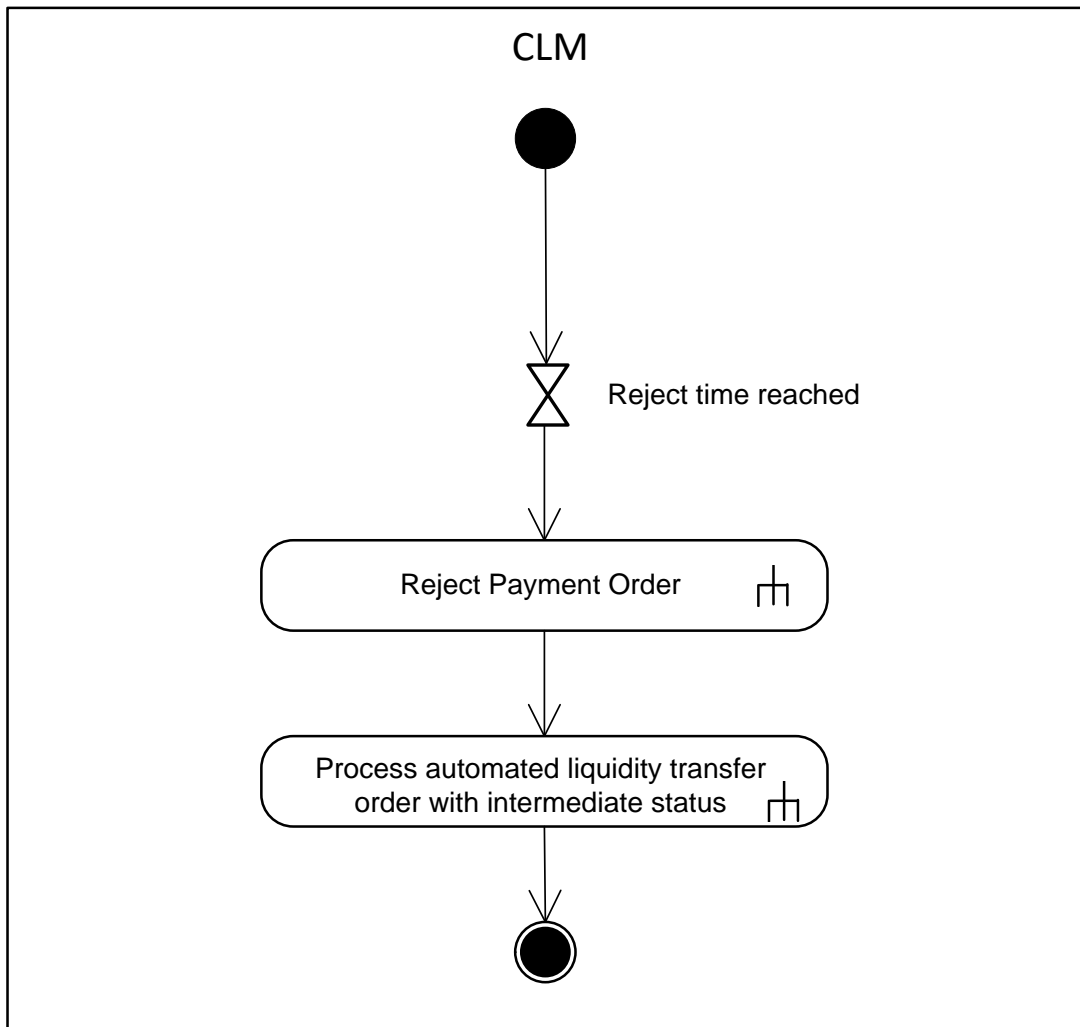 CLM
Reject time reached
Reject Payment Order
Process automated liquidity transfer
order with intermediate status